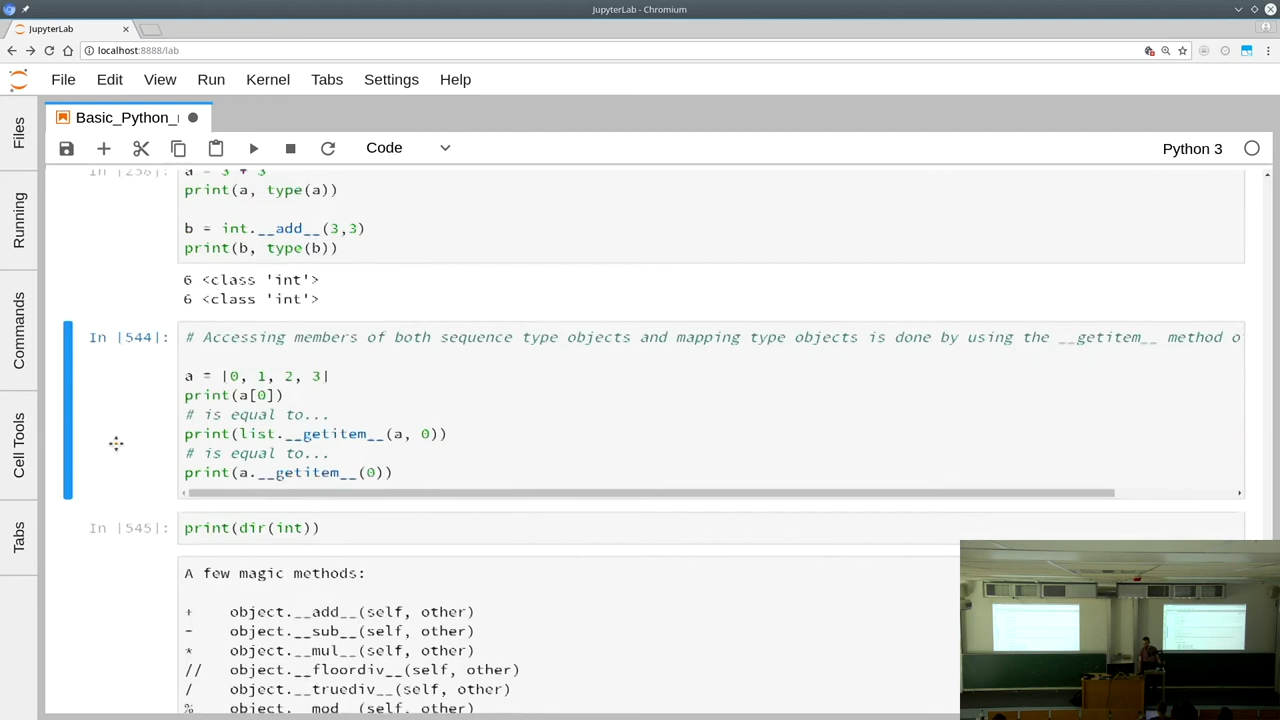 JupyterLab - Chromium
JupyterLab
localhost:8888/lab
File Edit View Run Kernel Tabs Settings Help
Files
Running
Commands
Cell Tools
Tabs
Basic_Python_
Code
Python 3
a = 3 + 3
print(a, type(a))
b = int.__add__(3,3)
print(b, type(b))
6 <class 'int'>
6 <class 'int'>
In [544]:
# Accessing members of both sequence type objects and mapping type objects is done by using the __getitem__ method o
a = [0, 1, 2, 3]
print(a[0])
# is equal to...
print(list.__getitem__(a, 0))
# is equal to...
print(a.__getitem__(0))
In [545]:
print(dir(int))
A few magic methods:
+ object.__add__(self, other)
- object.__sub__(self, other)
* object.__mul__(self, other)
// object.__floordiv__(self, other)
/ object.__truediv__(self, other)
% object.__mod__(self, other)